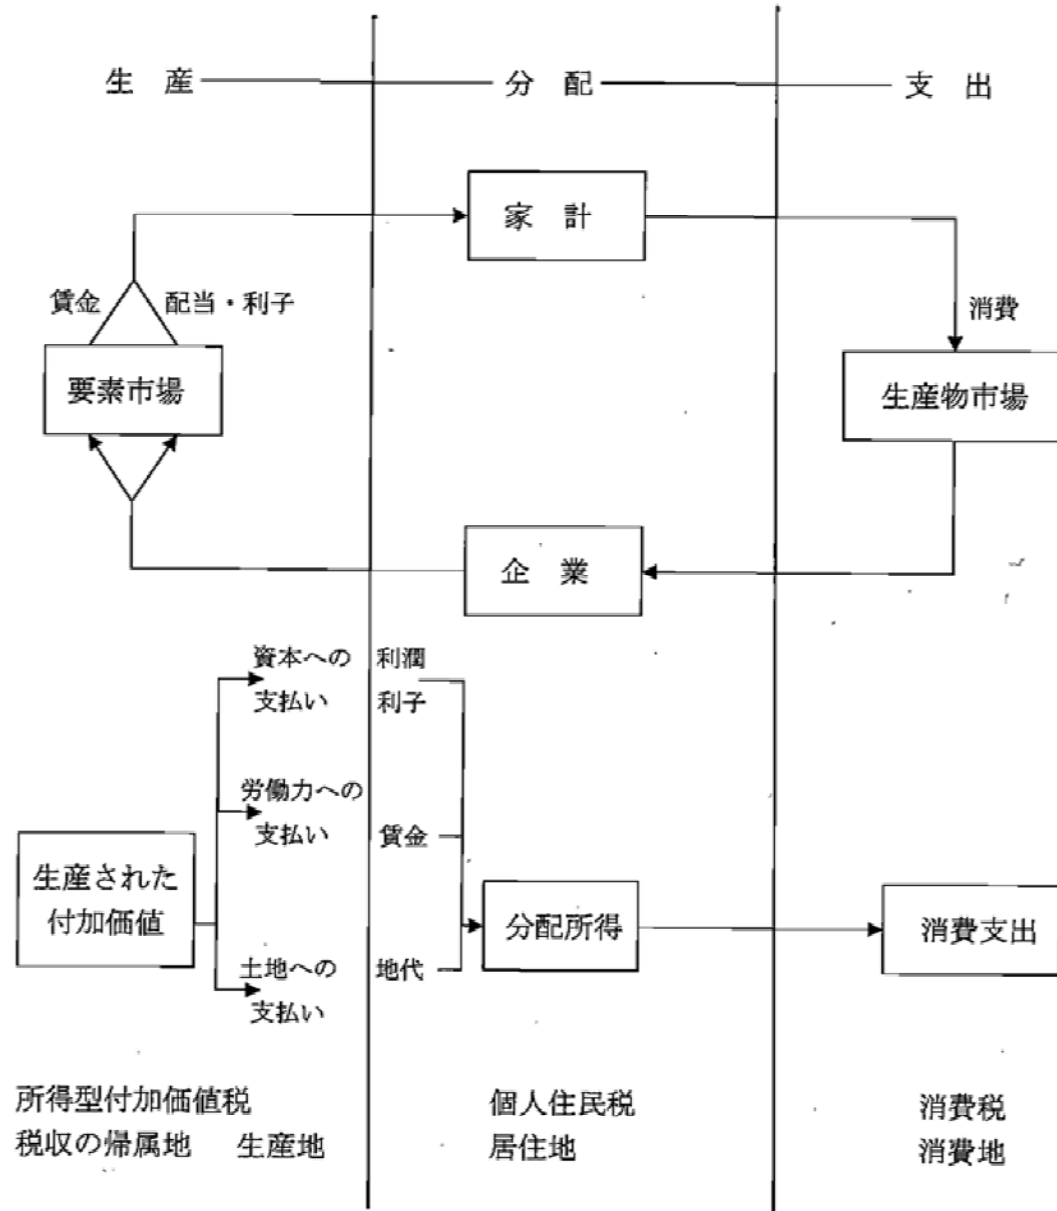 生　産
分　配
支　出
家　計
賃金
配当・利子
消費
要素市場
生産物市場
企　業
資本への
支払い
利潤
利子
労働力への
支払い
賃金
生産された
付加価値
分配所得
消費支出
土地への
支払い
地代
所得型付加価値税
税収の帰属地　生産地
個人住民税
居住地
消費税
消費地